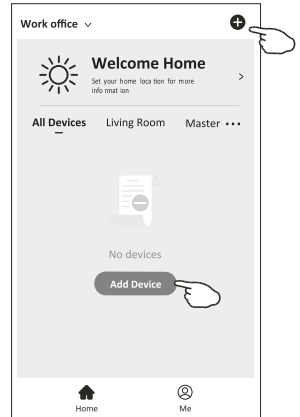 Work office
Welcome Home
Set your home loca tion for more
info rmat ion
All Devices Living Room Master
No devices
Add Device
Home Me